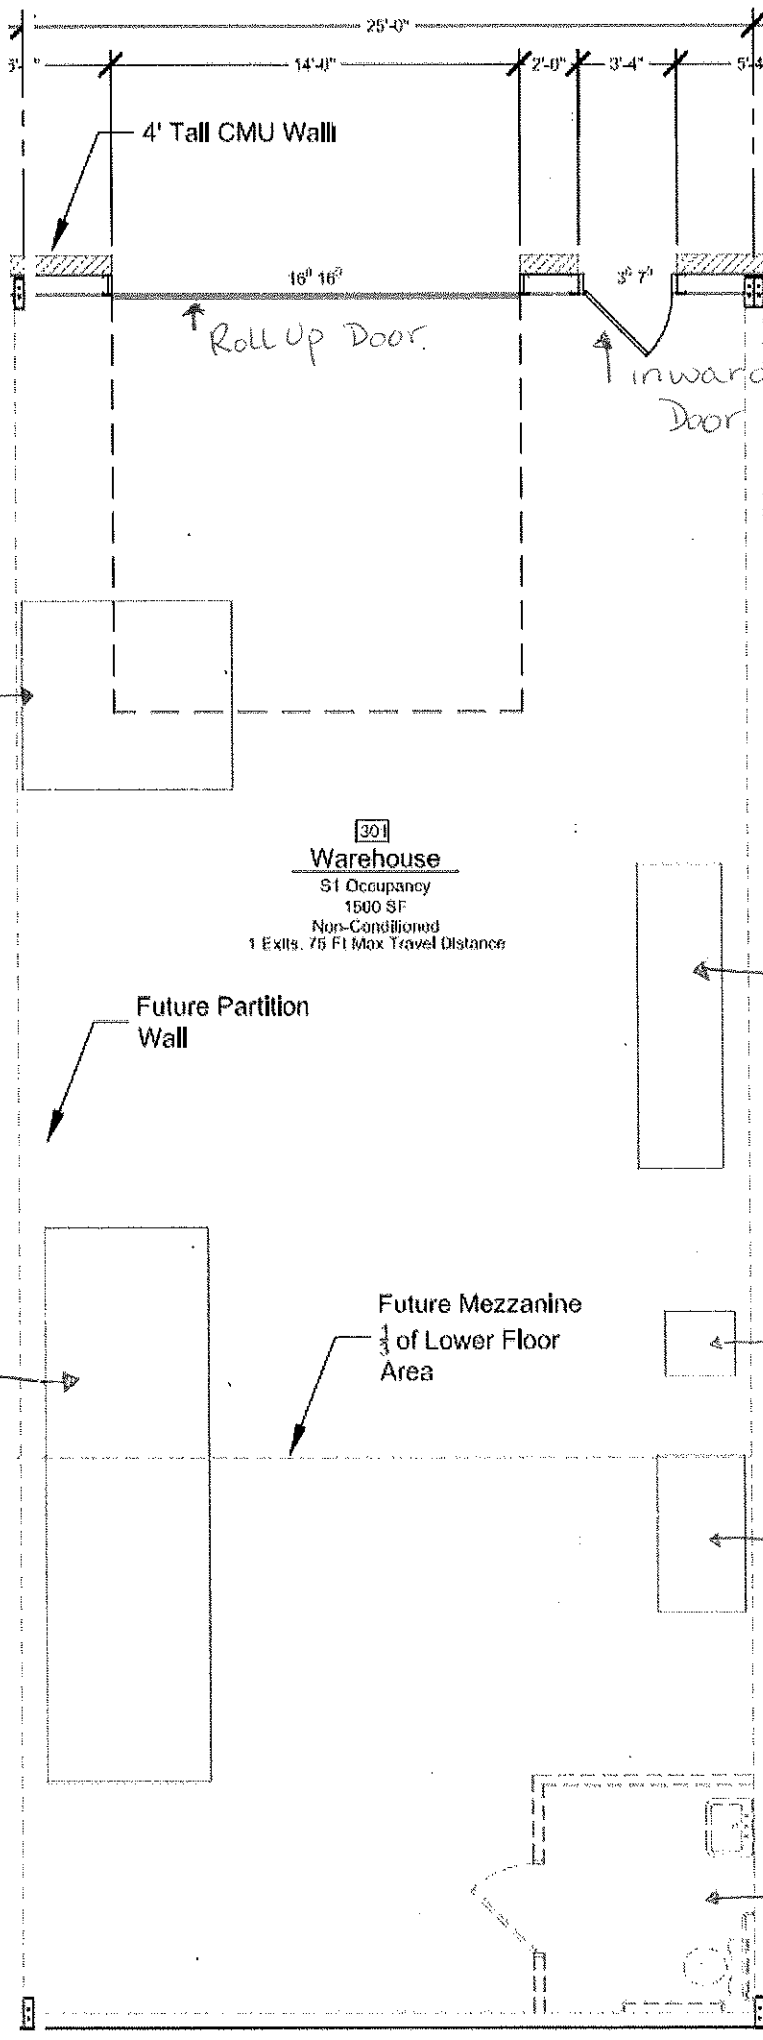 25'-0"
14'-0"
2'-0"
3'-4"
5'-4
4' Tall CMU Wall
16⁰ 16⁰
3⁰ 7⁰
Roll Up Door.
inward
Door
301
Warehouse
S1 Occupancy
1500 SF
Non-Conditioned
1 Exits, 75 Ft Max Travel Distance
Future Partition
Wall
Future Mezzanine
⅓ of Lower Floor
Area